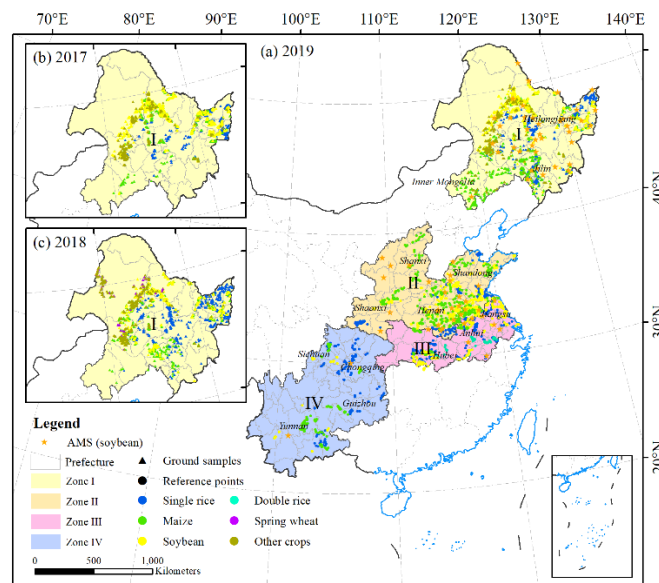 80°E 90°E 100°E 110°E 120°E 130°E 140°E
(b) 2017
I
(a) 2019
Heilongjiang
I
Jilin
Inner Mongolia
40°N
(c) 2018
I
Shanxi
Shandong
II
Shaanxi
Henan
Jiangsu
30°N
Anhui
III
Hubei
Sichuan
Chongqing
Guizhou
IV
Yunnan
20°N
Legend
AMS (soybean)
Prefecture
Zone I
Zone II
Zone III
Zone IV
Ground samples
Reference points
Single rice
Maize
Soybean
Double rice
Spring wheat
Other crops
0 500 1,000
Kilometers